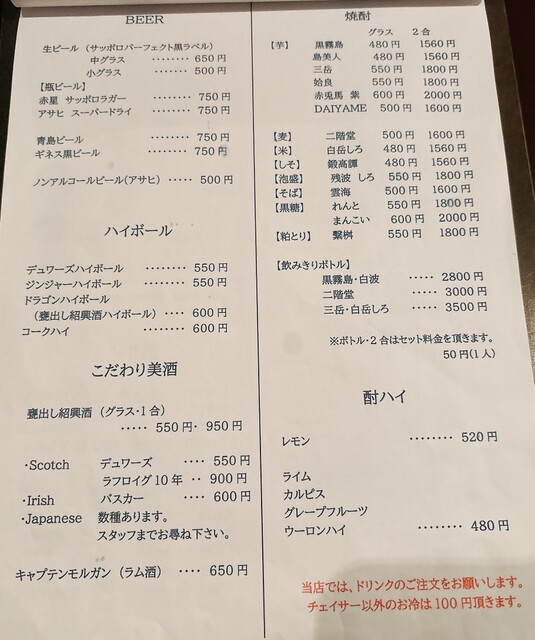 BEER
生ビール (サッポロパーフェクト黒ラベル)
中グラス ‥‥‥‥ 650円
小グラス ‥‥‥‥ 500円
【瓶ビール】
赤星 サッポロラガー ‥‥‥‥ 750円
アサヒ スーパードライ ‥‥‥‥ 750円
青島ビール ‥‥‥‥ 750円
ギネス黒ビール ‥‥‥‥ 750円
ノンアルコールビール(アサヒ) ‥‥‥ 500円
ハイボール
デュワーズハイボール ‥‥‥‥ 550円
ジンジャーハイボール ‥‥‥‥ 550円
ドラゴンハイボール
(甕出し紹興酒ハイボール) ‥‥ 600円
コークハイ ‥‥‥‥ 600円
こだわり美酒
甕出し紹興酒 (グラス・1合)
‥‥‥ 550円・950円
・Scotch デュワーズ ‥‥ 550円
ラフロイグ10年 ‥ 900円
・Irish バスカー ‥‥ 600円
・Japanese 数種あります。
スタッフまでお尋ね下さい。
キャプテンモルガン (ラム酒) ‥‥ 650円
焼酎
グラス 2合
【芋】 黒霧島 480円 1560円
島美人 480円 1560円
三岳 550円 1800円
姶良 550円 1800円
赤兎馬 紫 600円 2000円
DAIYAME 500円 1600円
【麦】 二階堂 500円 1600円
【米】 白岳しろ 480円 1560円
【しそ】 鍛高譚 480円 1560円
【泡盛】 残波 しろ 550円 1800円
【そば】 雲海 500円 1600円
【黒糖】 れんと 550円 1800円
まんこい 600円 2000円
【粕とり】 繫桝 550円 1800円
【飲みきりボトル】
黒霧島・白波 ‥‥‥ 2800円
二階堂 ‥‥‥ 3000円
三岳・白岳しろ ‥‥‥ 3500円
※ボトル・2合はセット料金を頂きます。
50円(1人)
酎ハイ
レモン ‥‥‥‥ 520円
ライム
カルピス
グレープフルーツ
ウーロンハイ ‥‥‥‥ 480円
当店では、ドリンクのご注文をお願いします。
チェイサー以外のお冷は100円頂きます。